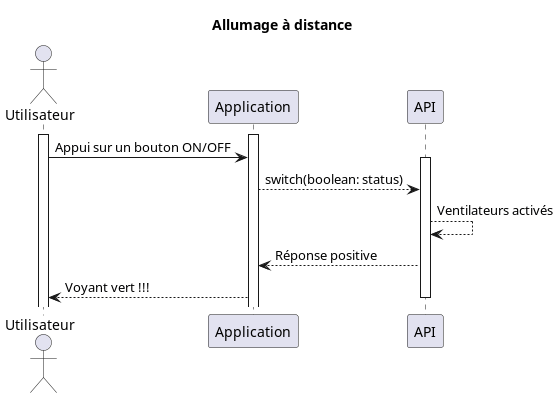 Allumage à distance
Utilisateur
Application
API
Appui sur un bouton ON/OFF
switch(boolean: status)
Ventilateurs activés
Réponse positive
Voyant vert !!!
Utilisateur
Application
API